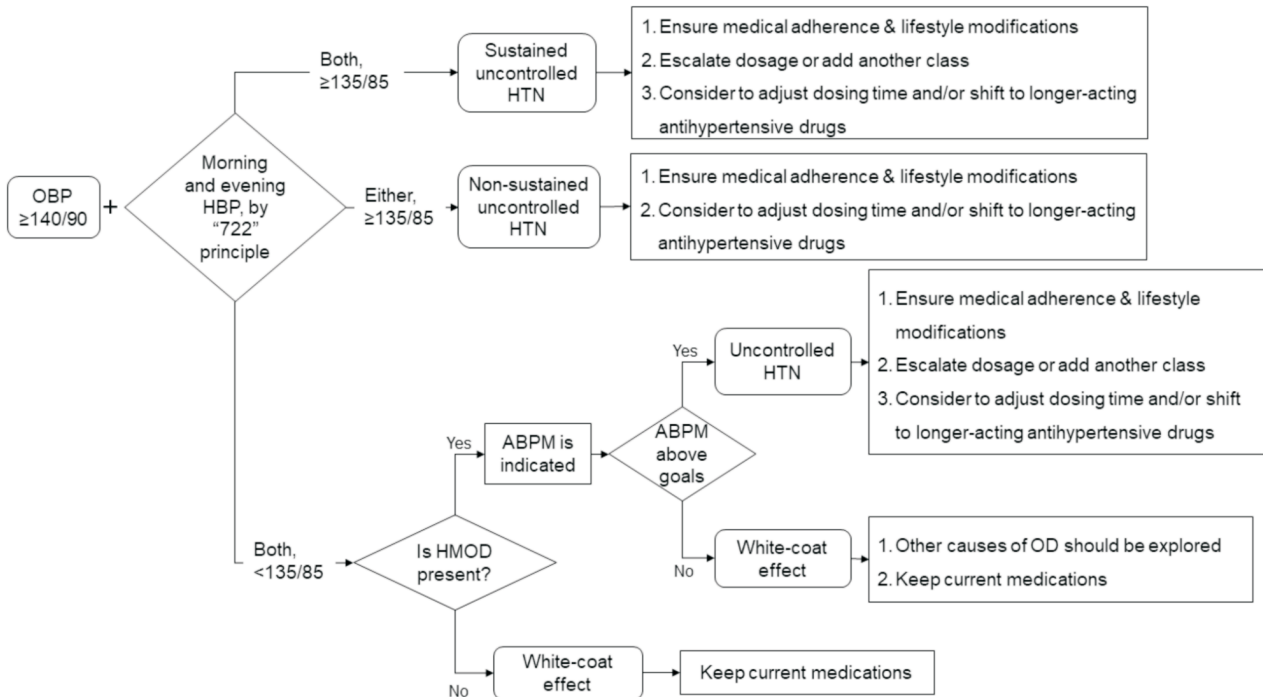 OBP
≥140/90
+
Morning
and evening
HBP, by
“722”
principle
Both,
≥135/85
Sustained
uncontrolled
HTN
1. Ensure medical adherence & lifestyle modifications
2. Escalate dosage or add another class
3. Consider to adjust dosing time and/or shift to longer-acting
antihypertensive drugs
Either,
≥135/85
Non-sustained
uncontrolled
HTN
1. Ensure medical adherence & lifestyle modifications
2. Consider to adjust dosing time and/or shift to longer-acting
antihypertensive drugs
Both,
<135/85
Is HMOD
present?
Yes
ABPM is
indicated
ABPM
above
goals
Yes
Uncontrolled
HTN
1. Ensure medical adherence & lifestyle
modifications
2. Escalate dosage or add another class
3. Consider to adjust dosing time and/or shift
to longer-acting antihypertensive drugs
No
White-coat
effect
1. Other causes of OD should be explored
2. Keep current medications
No
White-coat
effect
Keep current medications